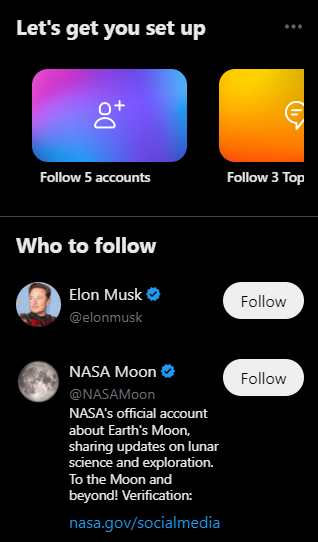 Let's get you set up
Follow 5 accounts
Follow 3 Top
Who to follow
Elon Musk
@elonmusk
Follow
NASA Moon
@NASAMoon
Follow
NASA's official account
about Earth's Moon,
sharing updates on lunar
science and exploration.
To the Moon and
beyond! Verification:
nasa.gov/socialmedia